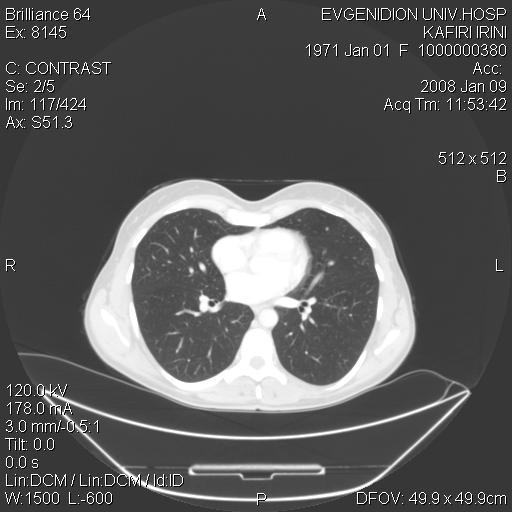 Brilliance 64
Ex: 8145
C: CONTRAST
Se: 2/5
Im: 117/424
Ax: S51.3
A
EVGENIDION UNIV.HOSP
KAFIRI IRINI
1971 Jan 01 F 1000000380
Acc:
2008 Jan 09
Acq Tm: 11:53:42
512 x 512
B
R
L
120.0 kV
178.0 mA
3.0 mm/-0.5:1
Tilt: 0.0
0.0 s
Lin:DCM / Lin:DCM / Id:ID
W:1500 L:-600
P
DFOV: 49.9 x 49.9cm